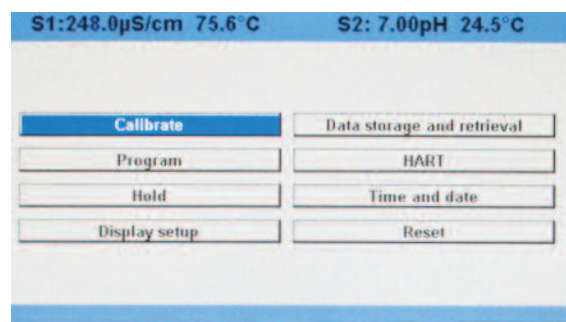 S1:248.0µS/cm 75.6°C S2: 7.00pH 24.5°C
Calibrate Data storage and retrieval
Program HART
Hold Time and date
Display setup Reset